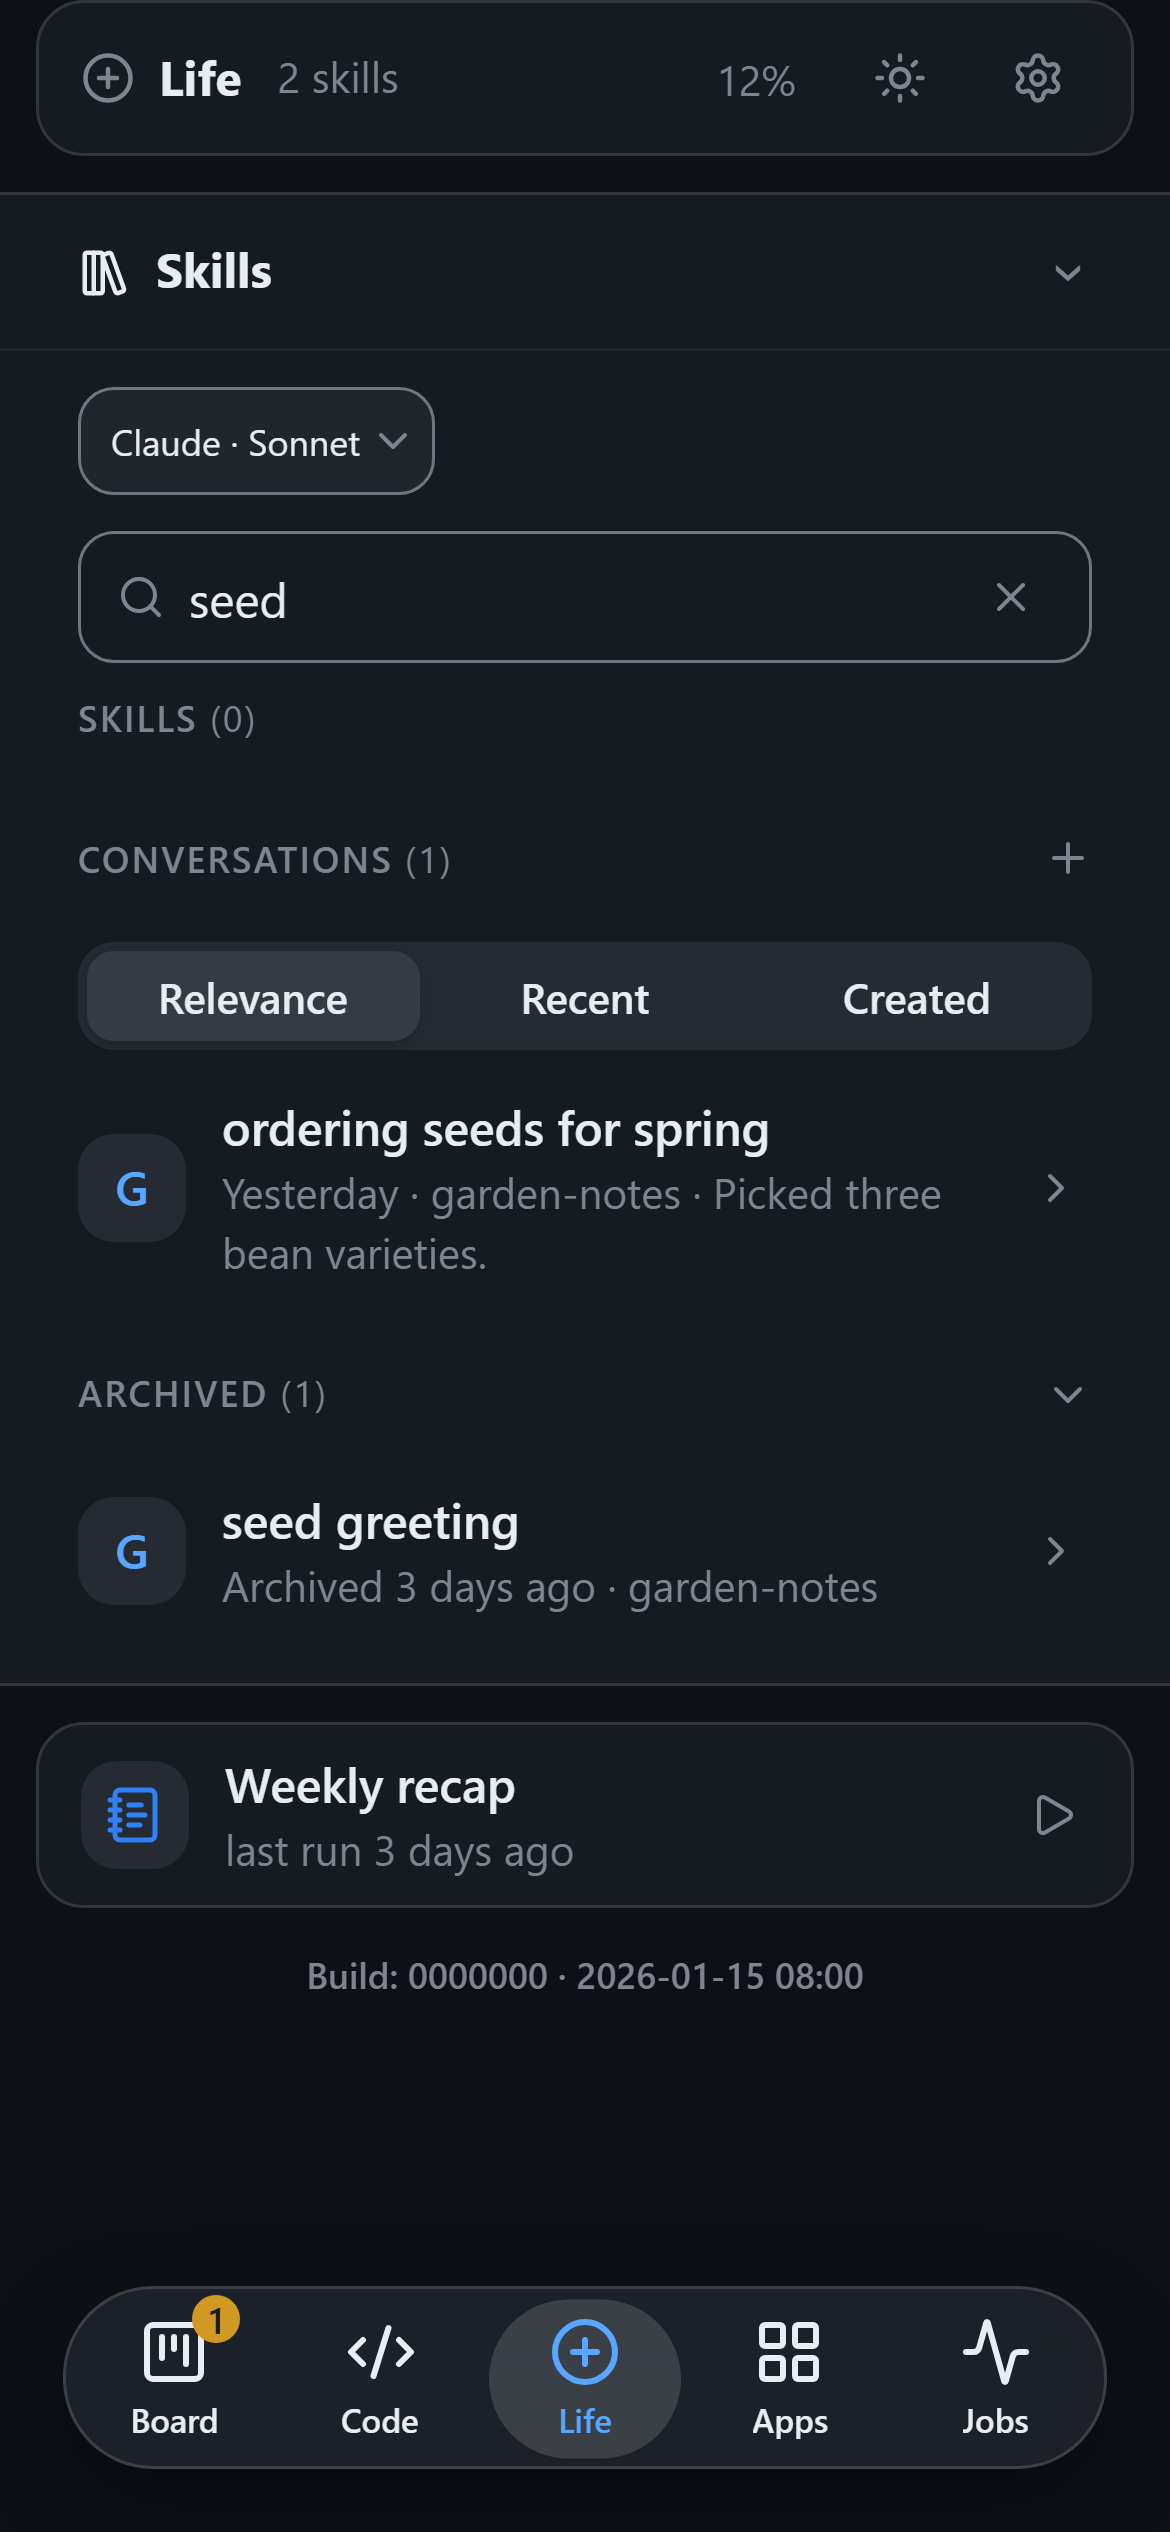 Life 2 skills 12%
Skills
Claude · Sonnet
seed
SKILLS (0)
CONVERSATIONS (1)
Relevance Recent Created
G
ordering seeds for spring
Yesterday · garden-notes · Picked three
bean varieties.
ARCHIVED (1)
G
seed greeting
Archived 3 days ago · garden-notes
Weekly recap
last run 3 days ago
Build: 0000000 · 2026-01-15 08:00
1
Board Code Life Apps Jobs